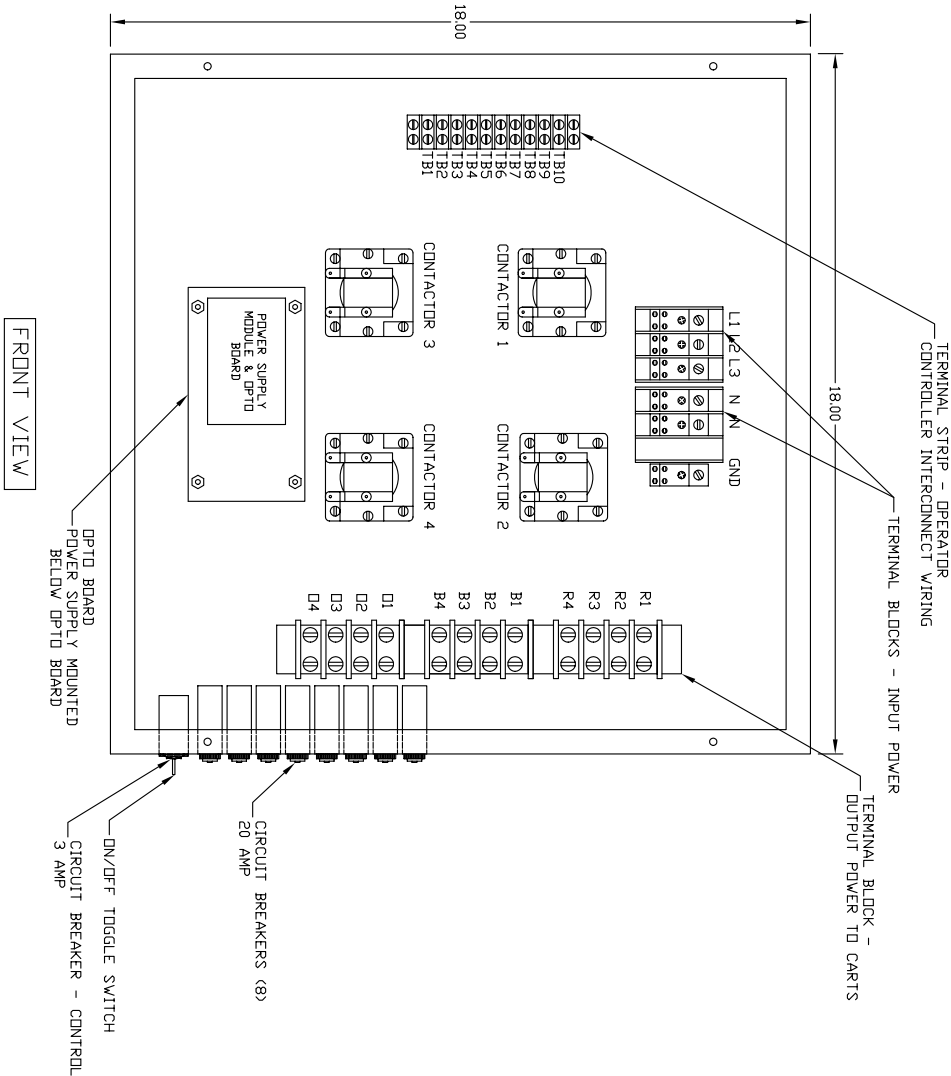 18.00
18.00
TERMINAL STRIP - OPERATOR
CONTROLLER INTERCONNECT WIRING
TERMINAL BLOCKS - INPUT POWER
TERMINAL BLOCK -
OUTPUT POWER TO CARTS
L1 L2 L3 N N GND
TB10
TB9
TB8
TB7
TB6
TB5
TB4
TB3
TB2
TB1
CONTACTOR 1
CONTACTOR 2
CONTACTOR 3
CONTACTOR 4
R1
R2
R3
R4
B1
B2
B3
B4
O1
O2
O3
O4
POWER SUPPLY
MODULE & OPTO
BOARD
OPTO BOARD
POWER SUPPLY MOUNTED
BELOW OPTO BOARD
CIRCUIT BREAKERS (8)
20 AMP
ON/OFF TOGGLE SWITCH
CIRCUIT BREAKER - CONTROL
3 AMP
FRONT VIEW